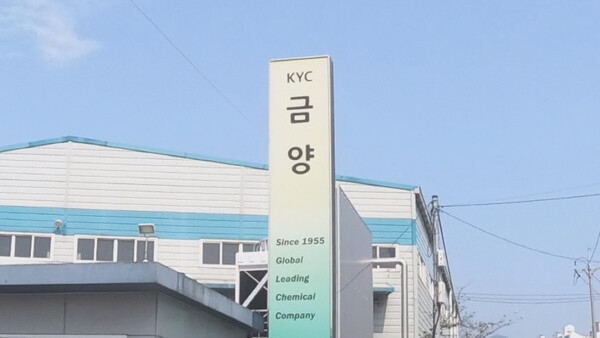 KYC
금
양
Since 1955
Global
Leading
Chemical
Company